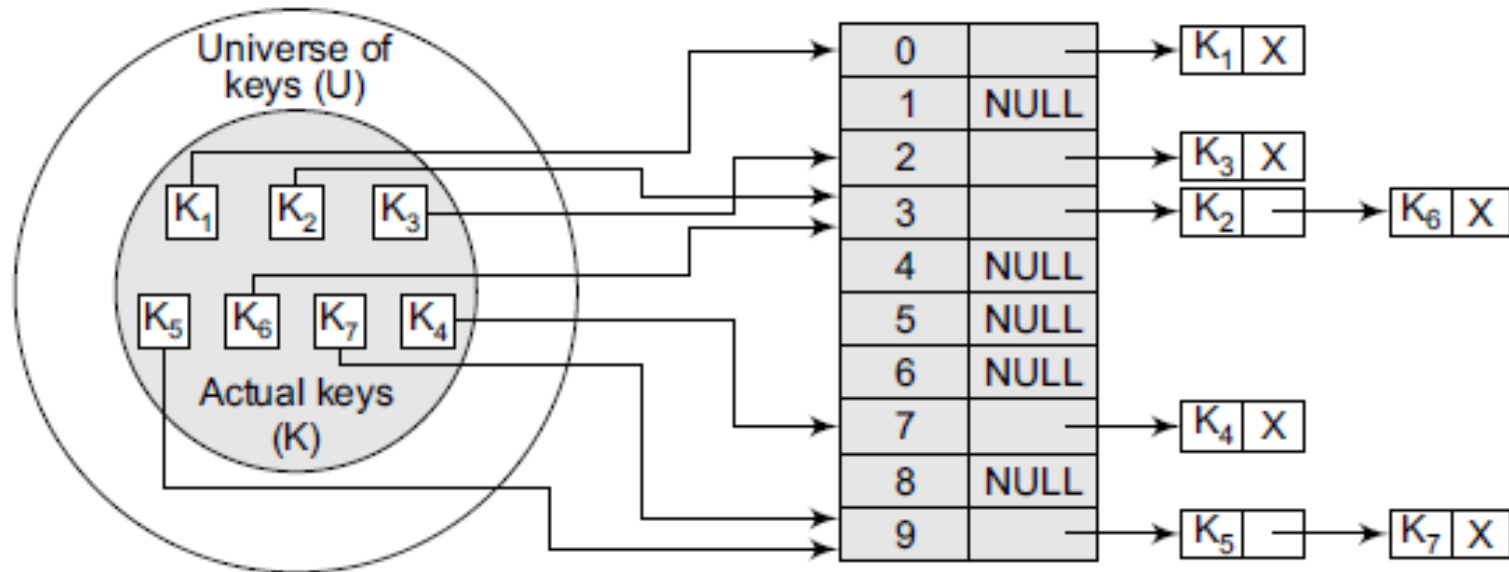 Universe of
keys (U)
K₁ K₂ K₃
K₅ K₆ K₇ K₄
Actual keys
(K)
0
1 NULL
2
3
4 NULL
5 NULL
6 NULL
7
8 NULL
9
K₁ X
K₃ X
K₂ K₆ X
K₄ X
K₅ K₇ X